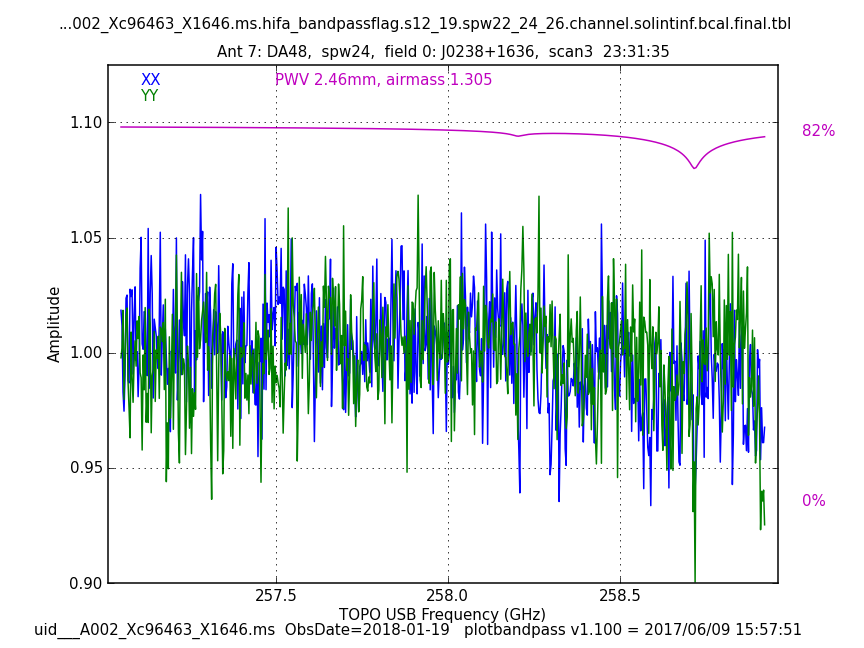 ...002_Xc96463_X1646.ms.hifa_bandpassflag.s12_19.spw22_24_26.channel.solintinf.bcal.final.tbl
Ant 7: DA48, spw24, field 0: J0238+1636, scan3 23:31:35
XX
PWV 2.46mm, airmass 1.305
YY
1.10
82%
1.05
Amplitude
1.00
0.95
0%
0.90
257.5
258.0
258.5
TOPO USB Frequency (GHz)
uid___A002_Xc96463_X1646.ms ObsDate=2018-01-19 plotbandpass v1.100 = 2017/06/09 15:57:51